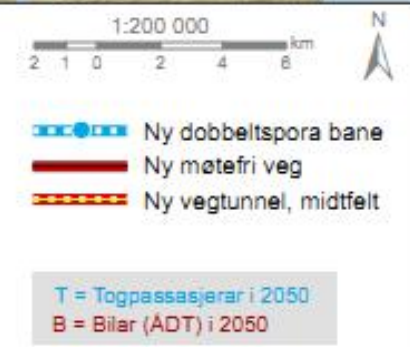 1:200 000
N
km
2 1 0 2 4 6
Ny dobbeltspora bane
Ny møtefri veg
Ny vegtunnel, midtfelt
T = Togpassasjerar i 2050
B = Bilar (ÅDT) i 2050